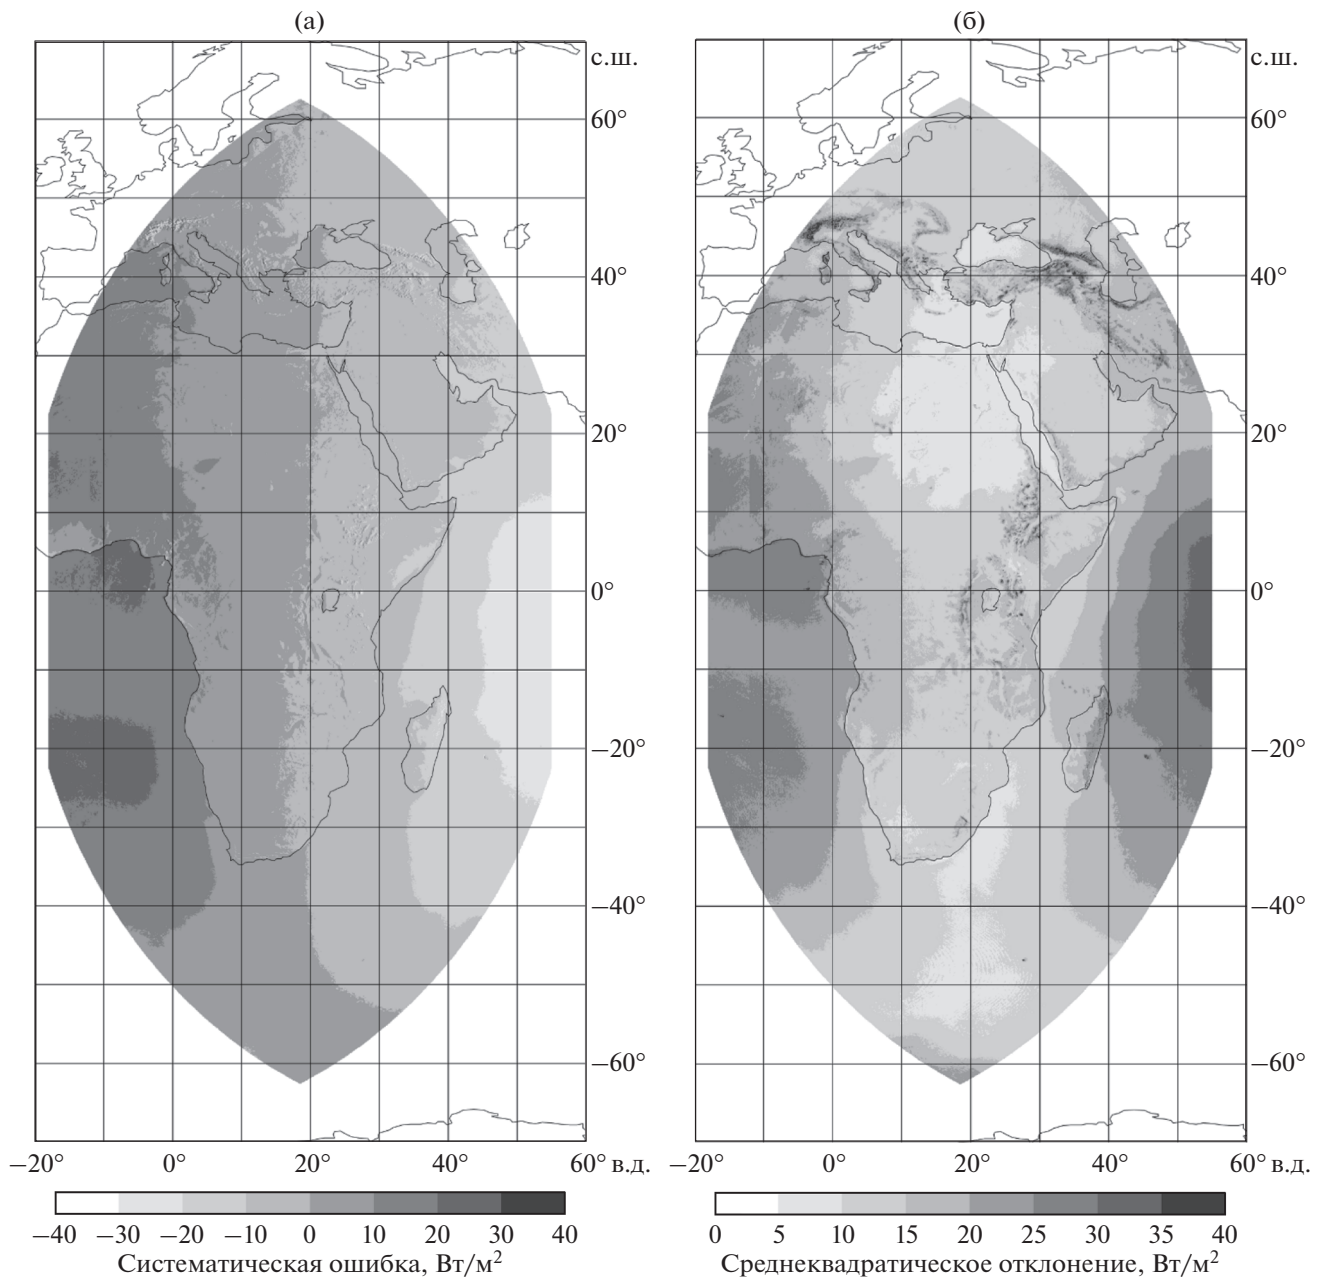 (а)
(б)
с.ш.
60°
40°
20°
0°
−20°
−40°
−60°
−20° 0° 20° 40° 60° в.д.
с.ш.
60°
40°
20°
0°
−20°
−40°
−60°
−20° 0° 20° 40° 60° в.д.
−40 −30 −20 −10 0 10 20 30 40
Систематическая ошибка, Вт/м²
0 5 10 15 20 25 30 35 40
Среднеквадратическое отклонение, Вт/м²